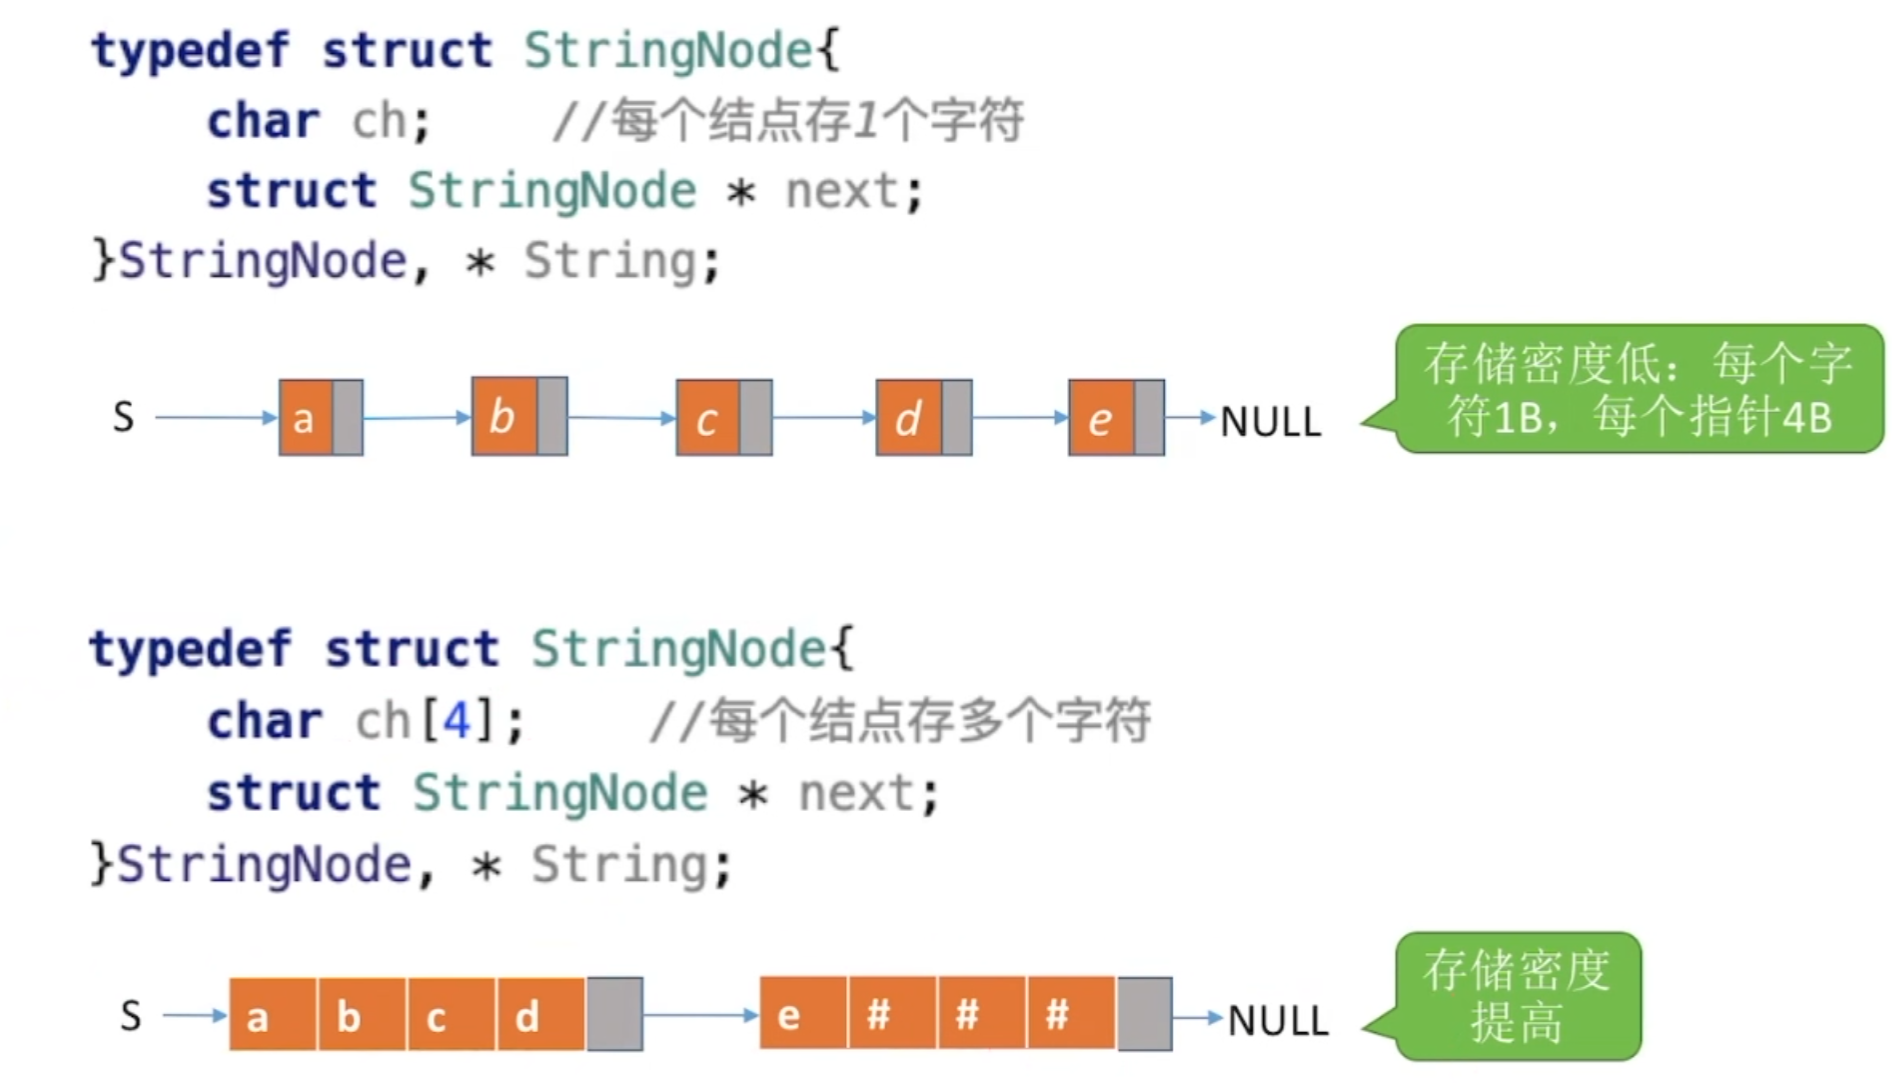 typedef struct StringNode{
char ch; //每个结点存1个字符
struct StringNode * next;
}StringNode, * String;
S a b c d e NULL
存储密度低：每个字
符1B，每个指针4B
typedef struct StringNode{
char ch[4]; //每个结点存多个字符
struct StringNode * next;
}StringNode, * String;
S a b c d e # # # NULL
存储密度
提高